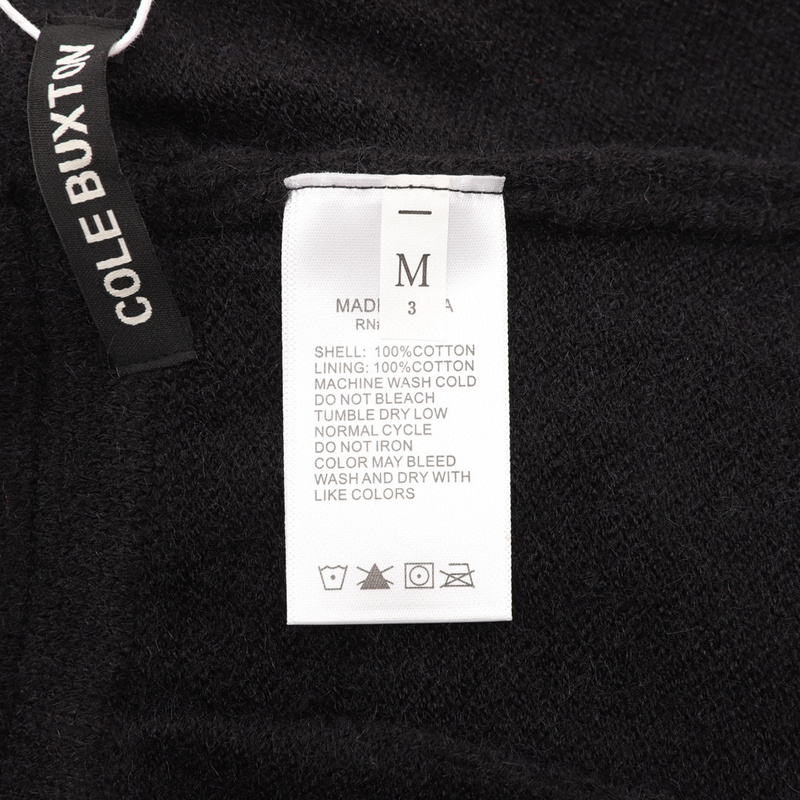 COLE BUXTON
M
3
SHELL: 100%COTTON
LINING: 100%COTTON
MACHINE WASH COLD
DO NOT BLEACH
TUMBLE DRY LOW
NORMAL CYCLE
DO NOT IRON
COLOR MAY BLEED
WASH AND DRY WITH
LIKE COLORS